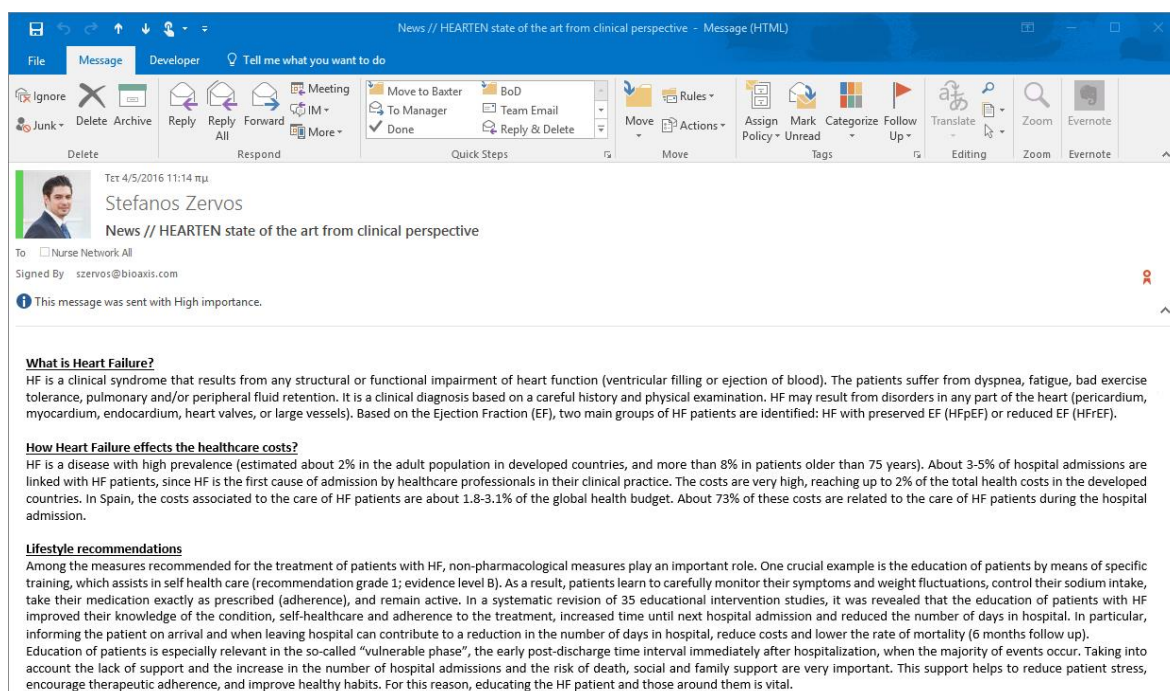 News // HEARTEN state of the art from clinical perspective - Message (HTML)
File Message Developer Tell me what you want to do
Ignore
Junk
Delete
Archive
Reply
Reply All
Forward
Meeting
IM
More
Move to Baxter
To Manager
Done
BoD
Team Email
Reply & Delete
Move
Rules
Actions
Assign Policy
Mark Unread
Categorize
Follow Up
Translate
Zoom
Evernote
Delete Respond Quick Steps Move Tags Editing Zoom Evernote
Τετ 4/5/2016 11:14 πμ
Stefanos Zervos
News // HEARTEN state of the art from clinical perspective
To Nurse Network All
Signed By szervos@bioaxis.com
This message was sent with High importance.
What is Heart Failure?
HF is a clinical syndrome that results from any structural or functional impairment of heart function (ventricular filling or ejection of blood). The patients suffer from dyspnea, fatigue, bad exercise
tolerance, pulmonary and/or peripheral fluid retention. It is a clinical diagnosis based on a careful history and physical examination. HF may result from disorders in any part of the heart (pericardium,
myocardium, endocardium, heart valves, or large vessels). Based on the Ejection Fraction (EF), two main groups of HF patients are identified: HF with preserved EF (HFpEF) or reduced EF (HFrEF).
How Heart Failure effects the healthcare costs?
HF is a disease with high prevalence (estimated about 2% in the adult population in developed countries, and more than 8% in patients older than 75 years). About 3-5% of hospital admissions are
linked with HF patients, since HF is the first cause of admission by healthcare professionals in their clinical practice. The costs are very high, reaching up to 2% of the total health costs in the developed
countries. In Spain, the costs associated to the care of HF patients are about 1.8-3.1% of the global health budget. About 73% of these costs are related to the care of HF patients during the hospital
admission.
Lifestyle recommendations
Among the measures recommended for the treatment of patients with HF, non-pharmacological measures play an important role. One crucial example is the education of patients by means of specific
training, which assists in self health care (recommendation grade 1; evidence level B). As a result, patients learn to carefully monitor their symptoms and weight fluctuations, control their sodium intake,
take their medication exactly as prescribed (adherence), and remain active. In a systematic revision of 35 educational intervention studies, it was revealed that the education of patients with HF
improved their knowledge of the condition, self-healthcare and adherence to the treatment, increased time until next hospital admission and reduced the number of days in hospital. In particular,
informing the patient on arrival and when leaving hospital can contribute to a reduction in the number of days in hospital, reduce costs and lower the rate of mortality (6 months follow up).
Education of patients is especially relevant in the so-called “vulnerable phase”, the early post-discharge time interval immediately after hospitalization, when the majority of events occur. Taking into
account the lack of support and the increase in the number of hospital admissions and the risk of death, social and family support are very important. This support helps to reduce patient stress,
encourage therapeutic adherence, and improve healthy habits. For this reason, educating the HF patient and those around them is vital.